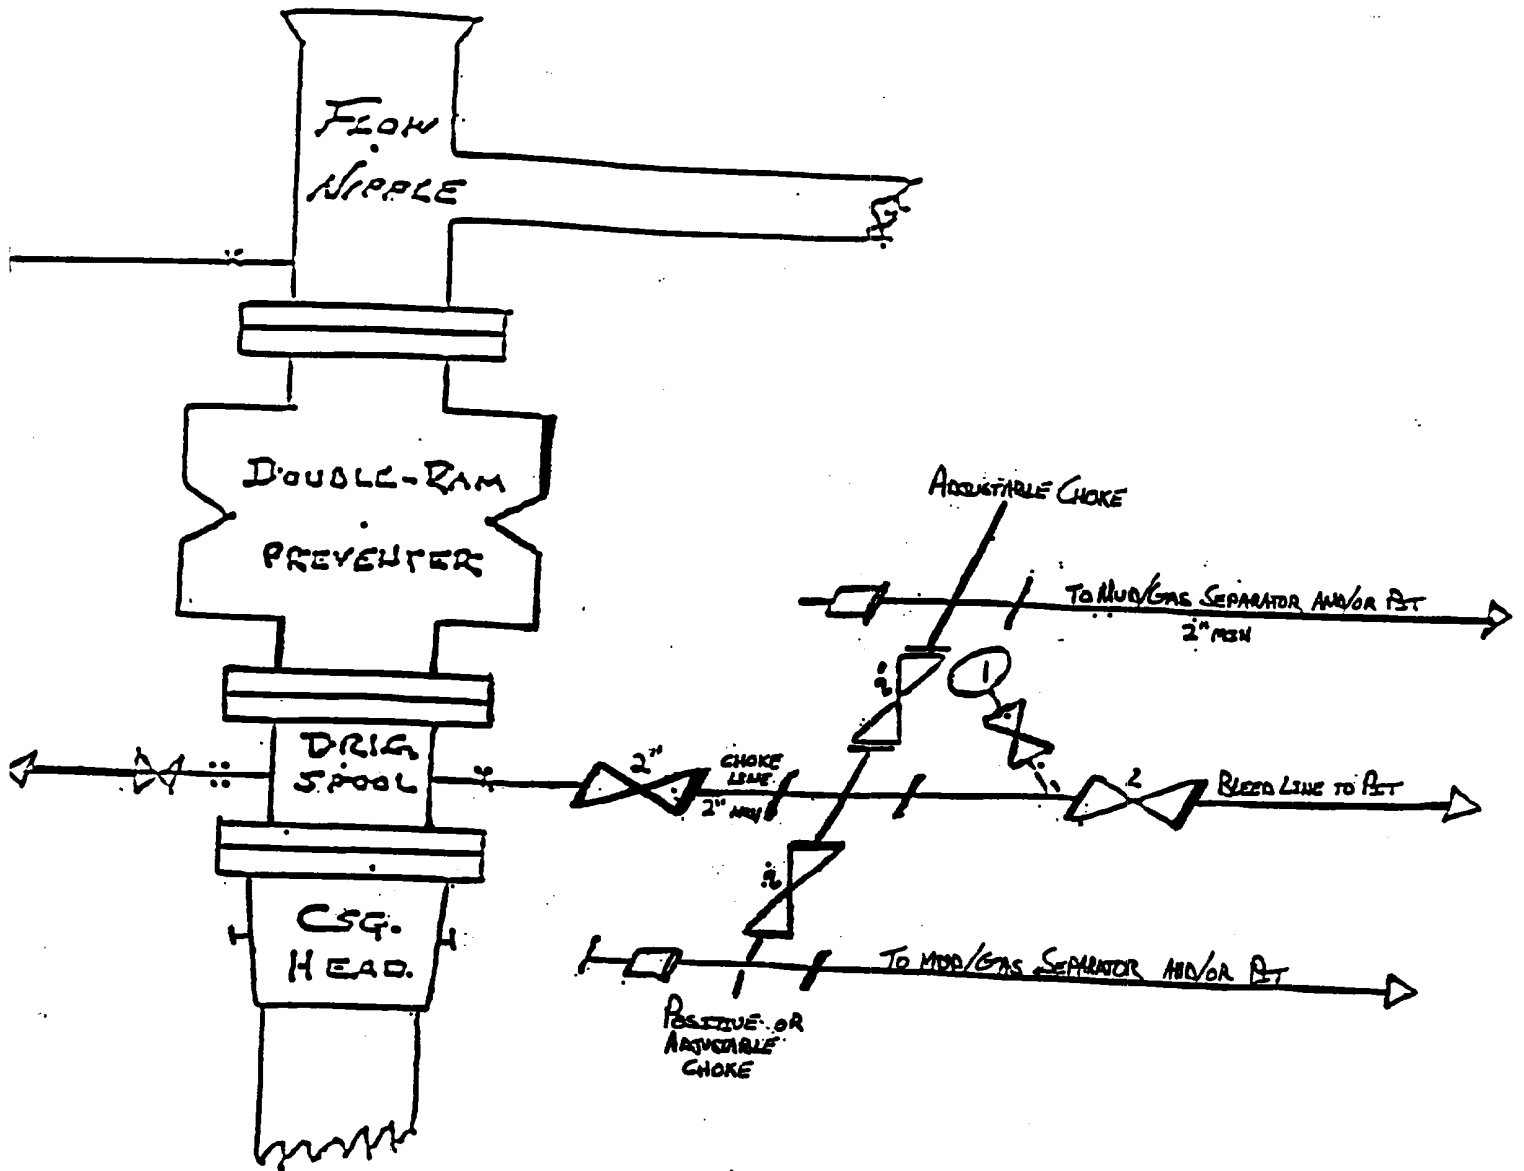 FLOW
NIPPLE
DOUBLE-RAM
PREVENTER
ADJUSTABLE CHOKE
TO MUD/GAS SEPARATOR AND/OR PIT
2" MIN
2"
1
DRLG.
SPOOL
2"
CHOKE
LINE
2" MIN
2
BLEED LINE TO PIT
2"
CSG.
HEAD.
TO MUD/GAS SEPARATOR AND/OR PIT
POSITIVE OR
ADJUSTABLE
CHOKE